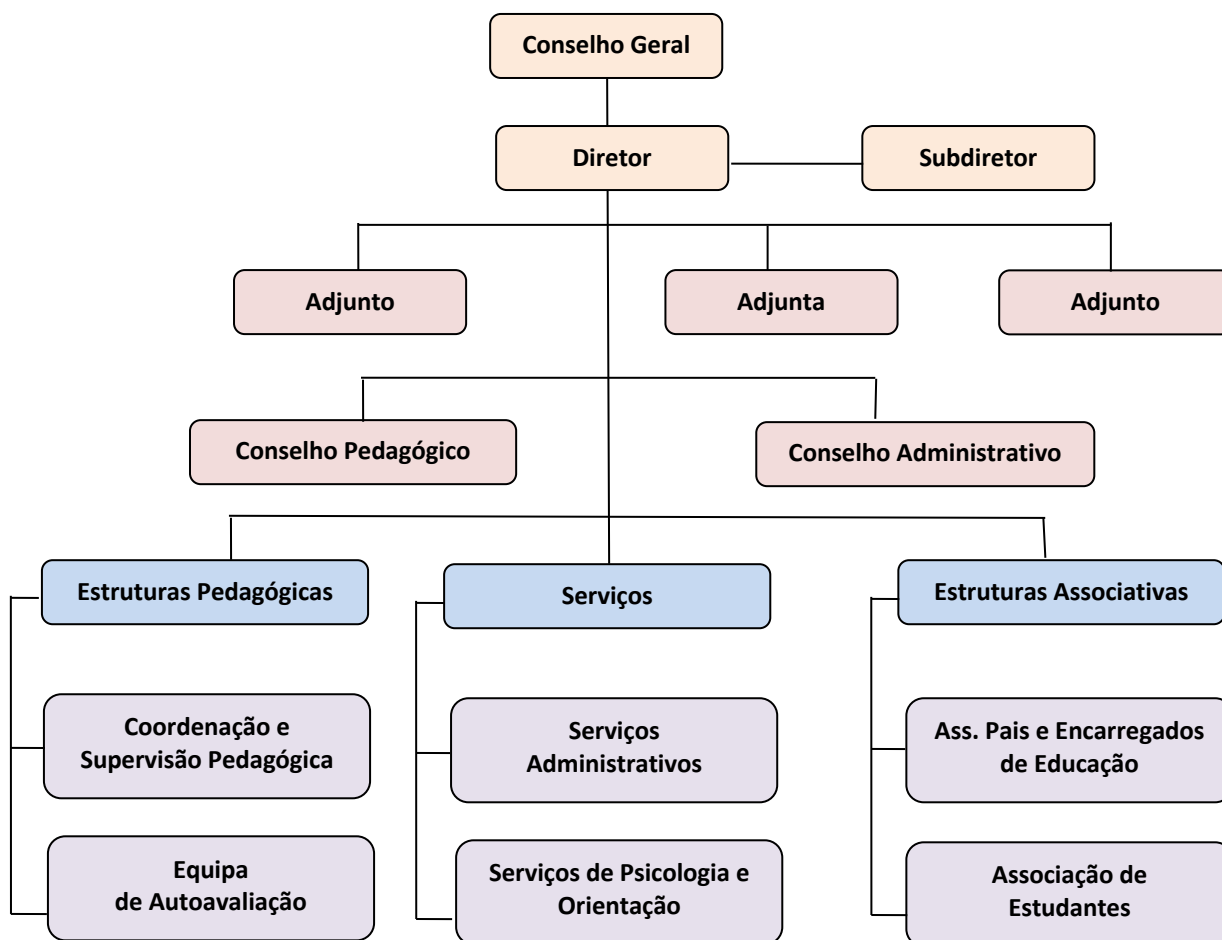 Conselho Geral
Diretor
Subdiretor
Adjunto
Adjunta
Adjunto
Conselho Pedagógico
Conselho Administrativo
Estruturas Pedagógicas
Serviços
Estruturas Associativas
Coordenação e
Supervisão Pedagógica
Serviços
Administrativos
Ass. Pais e Encarregados
de Educação
Equipa
de Autoavaliação
Serviços de Psicologia e
Orientação
Associação de
Estudantes